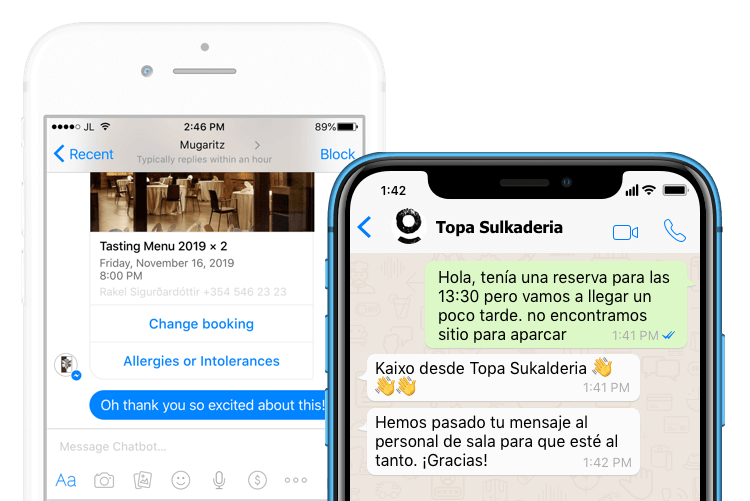 JL
2:46 PM
89%
Recent
Mugaritz
Typically replies within an hour
Block
Tasting Menu 2019 × 2
Friday, November 16, 2019
8:00 PM
Rakel Sigurðardóttir +354 546 23 23
Change booking
Allergies or Intolerances
Oh thank you so excited about this!
Message Chatbot...
Aa
1:42
Topa Sulkaderia
Hola, tenía una reserva para las
13:30 pero vamos a llegar un
poco tarde. no encontramos
sitio para aparcar
1:41 PM
Kaixo desde Topa Sukalderia 👋
👋👋
1:41 PM
Hemos pasado tu mensaje al
personal de sala para que esté al
tanto. ¡Gracias!
1:42 PM